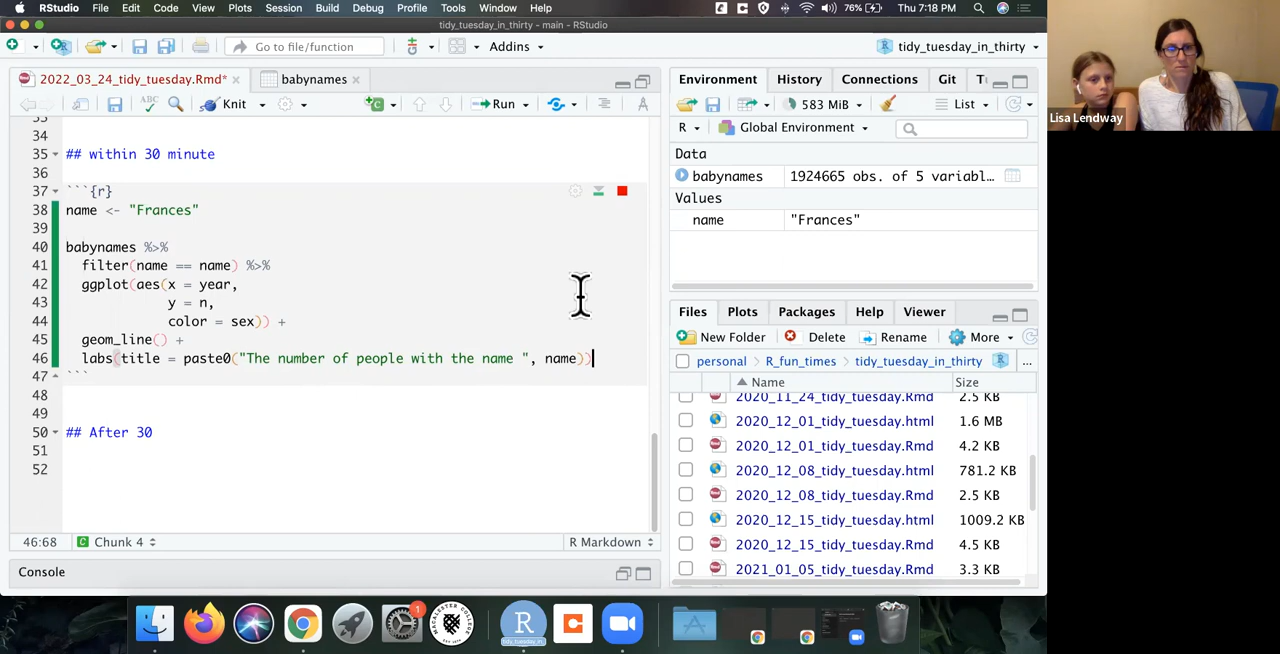 RStudio File Edit Code View Plots Session Build Debug Profile Tools Window Help 76% Thu 7:18 PM
tidy_tuesday_in_thirty - main - RStudio
Go to file/function Addins tidy_tuesday_in_thirty
2022_03_24_tidy_tuesday.Rmd* babynames
ABC Knit Run
33
34
35 ## within 30 minute
36
37 ```{r}
38 name <- "Frances"
39
40 babynames %>%
41 filter(name == name) %>%
42 ggplot(aes(x = year,
43 y = n,
44 color = sex)) +
45 geom_line() +
46 labs(title = paste0("The number of people with the name ", name))
47 ```
48
49
50 ## After 30
51
52
46:68 C Chunk 4 R Markdown
Console
Environment History Connections Git
583 MiB List
R Global Environment
Data
babynames 1924665 obs. of 5 variabl…
Values
name "Frances"
Files Plots Packages Help Viewer
New Folder Delete Rename More
personal R_fun_times tidy_tuesday_in_thirty ...
Name Size
2020_11_24_tidy_tuesday.Rmd 2.5 KB
2020_12_01_tidy_tuesday.html 1.6 MB
2020_12_01_tidy_tuesday.Rmd 4.2 KB
2020_12_08_tidy_tuesday.html 781.2 KB
2020_12_08_tidy_tuesday.Rmd 2.5 KB
2020_12_15_tidy_tuesday.html 1009.2 KB
2020_12_15_tidy_tuesday.Rmd 4.5 KB
2021_01_05_tidy_tuesday.Rmd 3.3 KB
Lisa Lendway
1